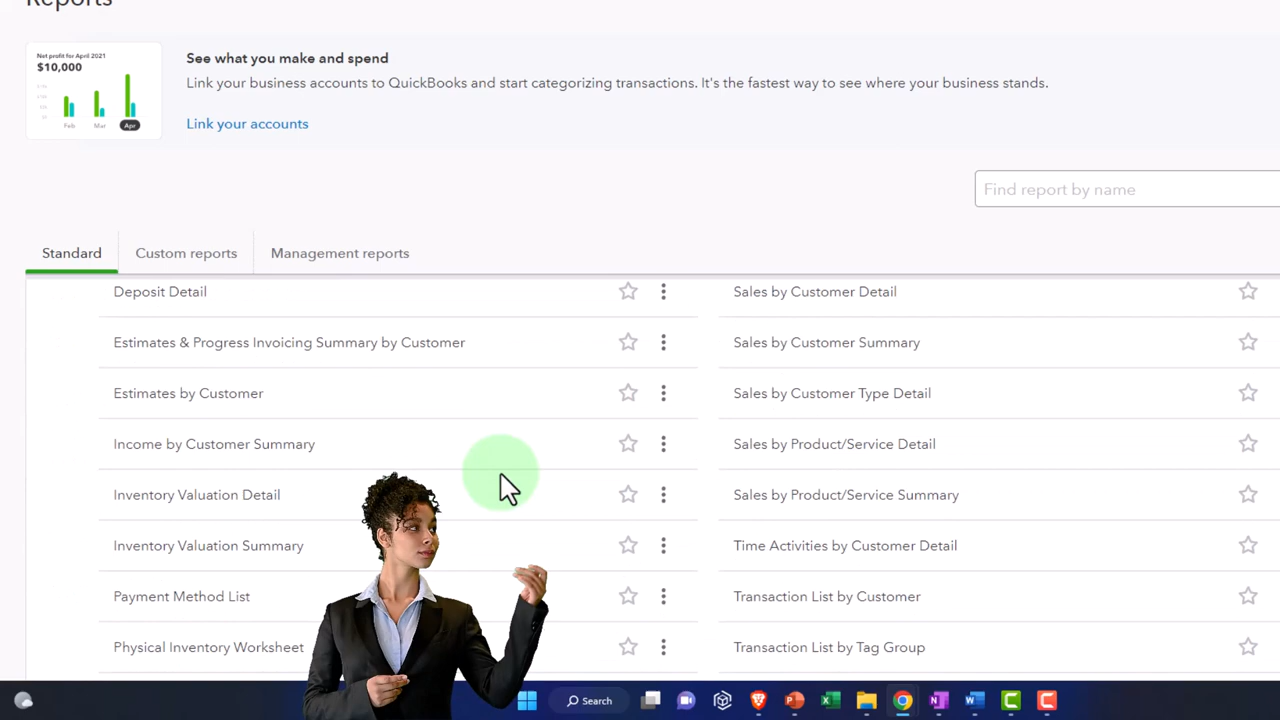 Reports
Net profit for April 2021
$10,000
Feb
Mar
Apr
See what you make and spend
Link your business accounts to QuickBooks and start categorizing transactions. It's the fastest way to see where your business stands.
Link your accounts
Find report by name
Standard
Custom reports
Management reports
Deposit Detail
Estimates & Progress Invoicing Summary by Customer
Estimates by Customer
Income by Customer Summary
Inventory Valuation Detail
Inventory Valuation Summary
Payment Method List
Physical Inventory Worksheet
Sales by Customer Detail
Sales by Customer Summary
Sales by Customer Type Detail
Sales by Product/Service Detail
Sales by Product/Service Summary
Time Activities by Customer Detail
Transaction List by Customer
Transaction List by Tag Group
Search